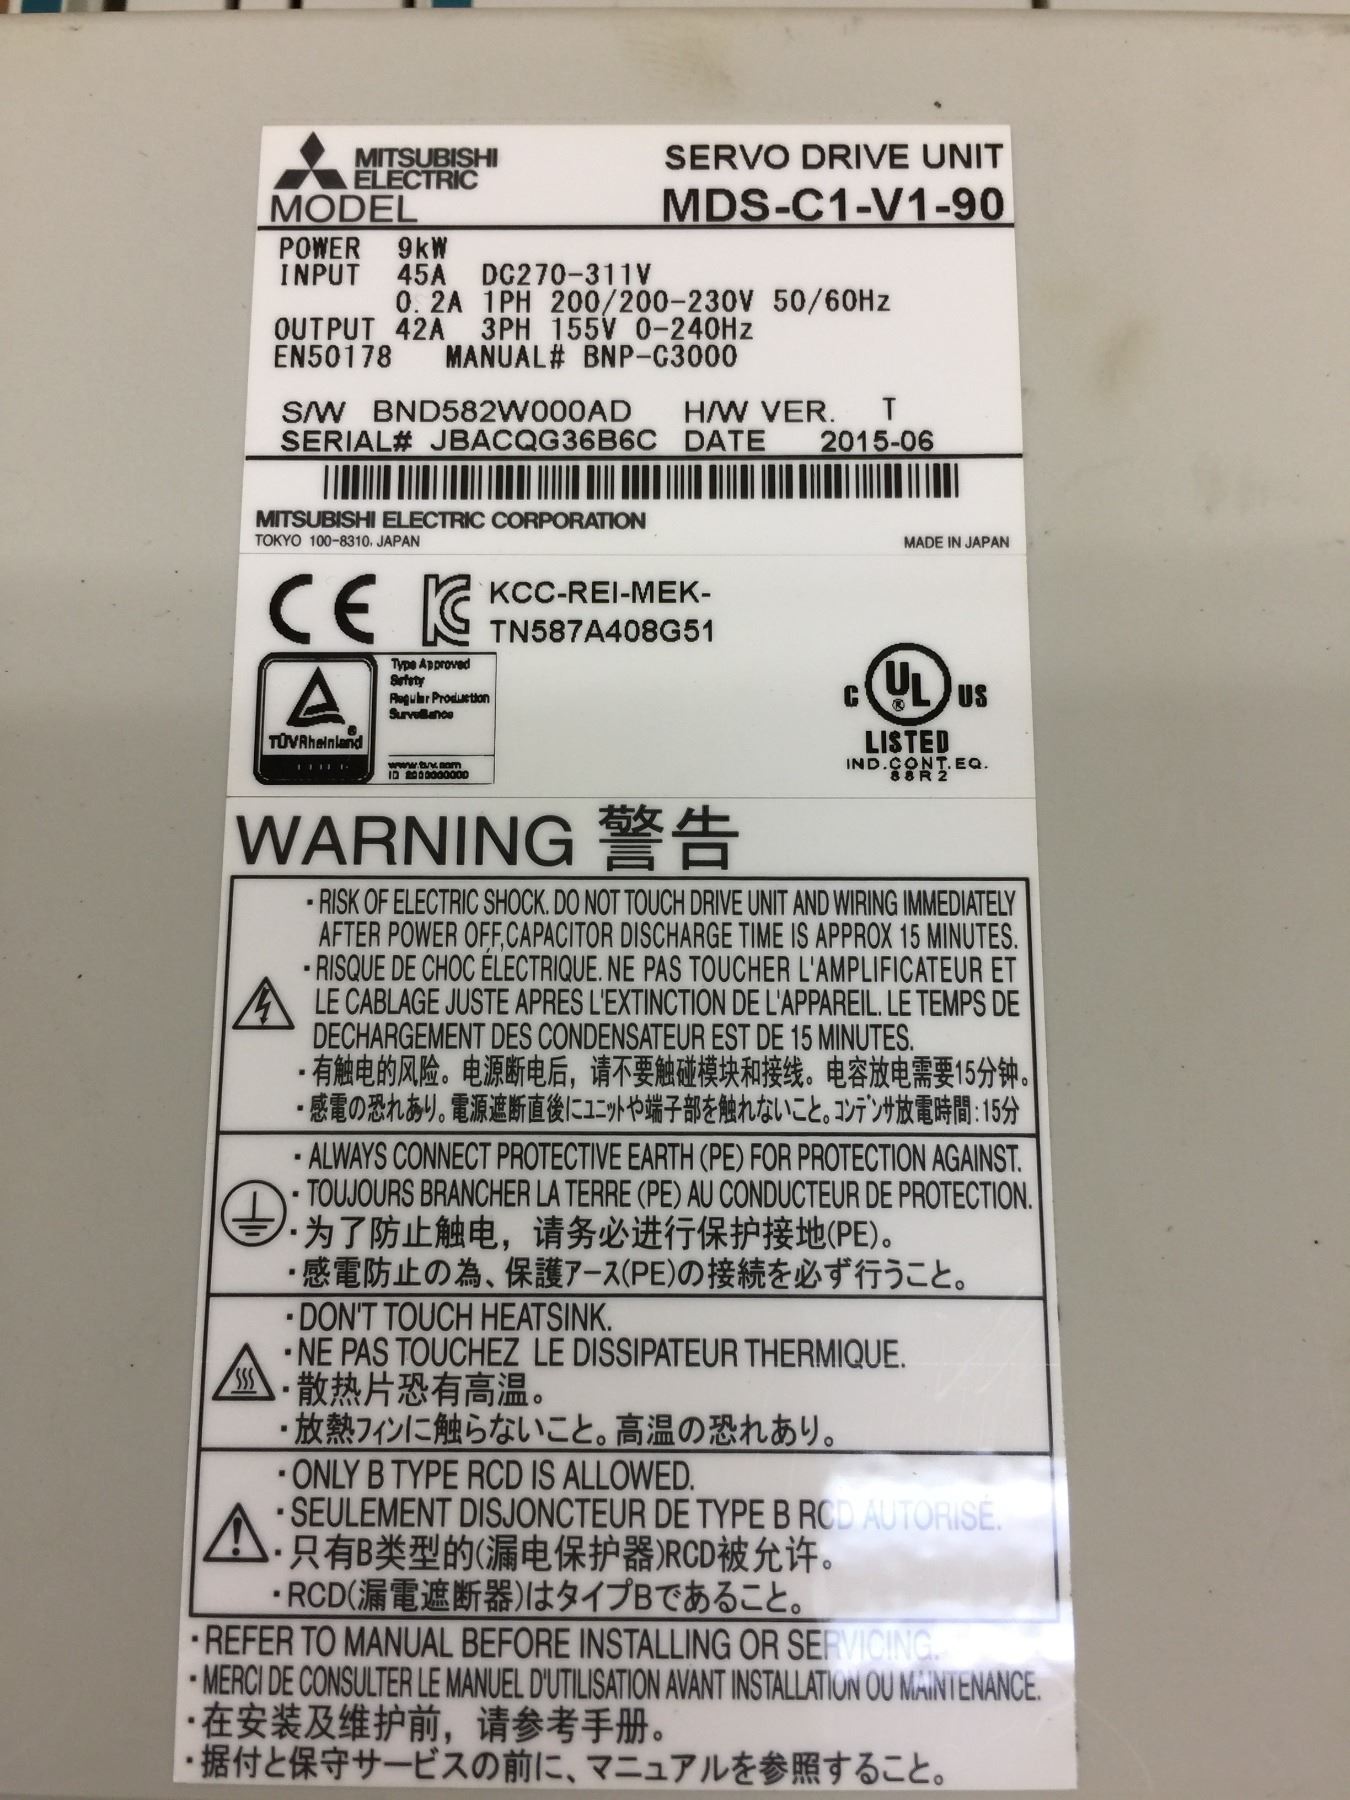 MITSUBISHI
ELECTRIC
SERVO DRIVE UNIT
MODEL MDS-C1-V1-90
POWER 9kW
INPUT 45A DC270-311V
0.2A 1PH 200/200-230V 50/60Hz
OUTPUT 42A 3PH 155V 0-240Hz
EN50178 MANUAL# BNP-C3000
S/W BND582W000AD H/W VER. T
SERIAL# JBACQG36B6C DATE 2015-06
MITSUBISHI ELECTRIC CORPORATION
TOKYO 100-8310, JAPAN MADE IN JAPAN
CE KC KCC-REI-MEK-
TN587A408G51
TÜVRheinland ®
Type Approved
Safety
Regular Production
Surveillance
www.tuv.com
ID
C UL ® US
LISTED
IND.CONT.EQ.
88R2
WARNING 警告
・RISK OF ELECTRIC SHOCK. DO NOT TOUCH DRIVE UNIT AND WIRING IMMEDIATELY
AFTER POWER OFF,CAPACITOR DISCHARGE TIME IS APPROX 15 MINUTES.
・RISQUE DE CHOC ÉLECTRIQUE. NE PAS TOUCHER L'AMPLIFICATEUR ET
LE CABLAGE JUSTE APRES L'EXTINCTION DE L'APPAREIL. LE TEMPS DE
DECHARGEMENT DES CONDENSATEUR EST DE 15 MINUTES.
・有触电的风险。电源断电后，请不要触碰模块和接线。电容放电需要15分钟。
・感電の恐れあり。電源遮断直後にユニットや端子部を触れないこと。コンデンサ放電時間：15分
・ALWAYS CONNECT PROTECTIVE EARTH (PE) FOR PROTECTION AGAINST.
・TOUJOURS BRANCHER LA TERRE (PE) AU CONDUCTEUR DE PROTECTION.
・为了防止触电，请务必进行保护接地(PE)。
・感電防止の為、保護アース(PE)の接続を必ず行うこと。
・DON'T TOUCH HEATSINK.
・NE PAS TOUCHEZ LE DISSIPATEUR THERMIQUE.
・散热片恐有高温。
・放熱フィンに触らないこと。高温の恐れあり。
・ONLY B TYPE RCD IS ALLOWED.
・SEULEMENT DISJONCTEUR DE TYPE B RCD AUTORISÉ.
・只有B类型的(漏电保护器)RCD被允许。
・RCD(漏電遮断器)はタイプBであること。
・REFER TO MANUAL BEFORE INSTALLING OR SERVICING.
・MERCI DE CONSULTER LE MANUEL D'UTILISATION AVANT INSTALLATION OU MAINTENANCE.
・在安装及维护前，请参考手册。
・据付と保守サービスの前に、マニュアルを参照すること。